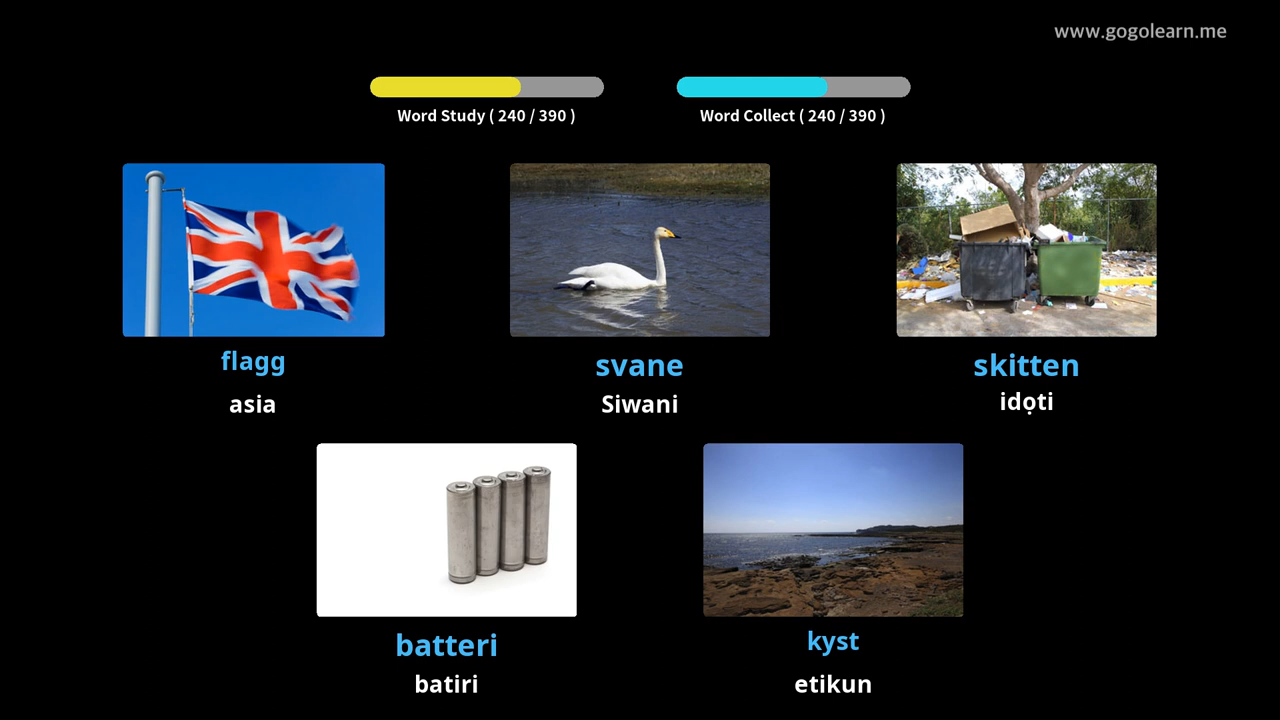 www.gogolearn.me
Word Study ( 240 / 390 )
Word Collect ( 240 / 390 )
flagg
asia
svane
Siwani
skitten
idọti
batteri
batiri
kyst
etikun